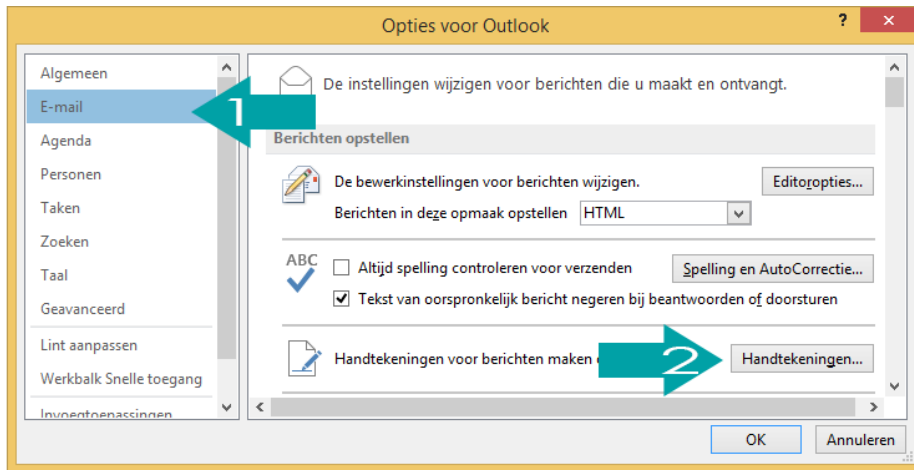 Opties voor Outlook
?
Algemeen
E-mail
Agenda
Personen
Taken
Zoeken
Taal
Geavanceerd
Lint aanpassen
Werkbalk Snelle toegang
Invoegtoepassingen
1
De instellingen wijzigen voor berichten die u maakt en ontvangt.
Berichten opstellen
De bewerkinstellingen voor berichten wijzigen.
Editoropties...
Berichten in deze opmaak opstellen HTML
ABC
Altijd spelling controleren voor verzenden
Spelling en AutoCorrectie...
Tekst van oorspronkelijk bericht negeren bij beantwoorden of doorsturen
Handtekeningen voor berichten maken
2
Handtekeningen...
OK
Annuleren